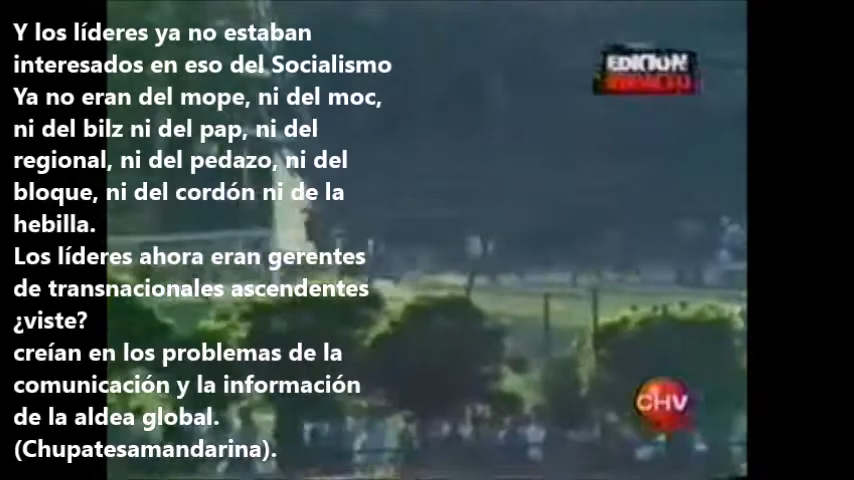 Y los líderes ya no estaban
interesados en eso del Socialismo
Ya no eran del mope, ni del moc,
ni del bilz ni del pap, ni del
regional, ni del pedazo, ni del
bloque, ni del cordón ni de la
hebilla.
Los líderes ahora eran gerentes
de transnacionales ascendentes
¿viste?
creían en los problemas de la
comunicación y la información
de la aldea global.
(Chupatesamandarina).
EDICION
IMPACTO
CHV